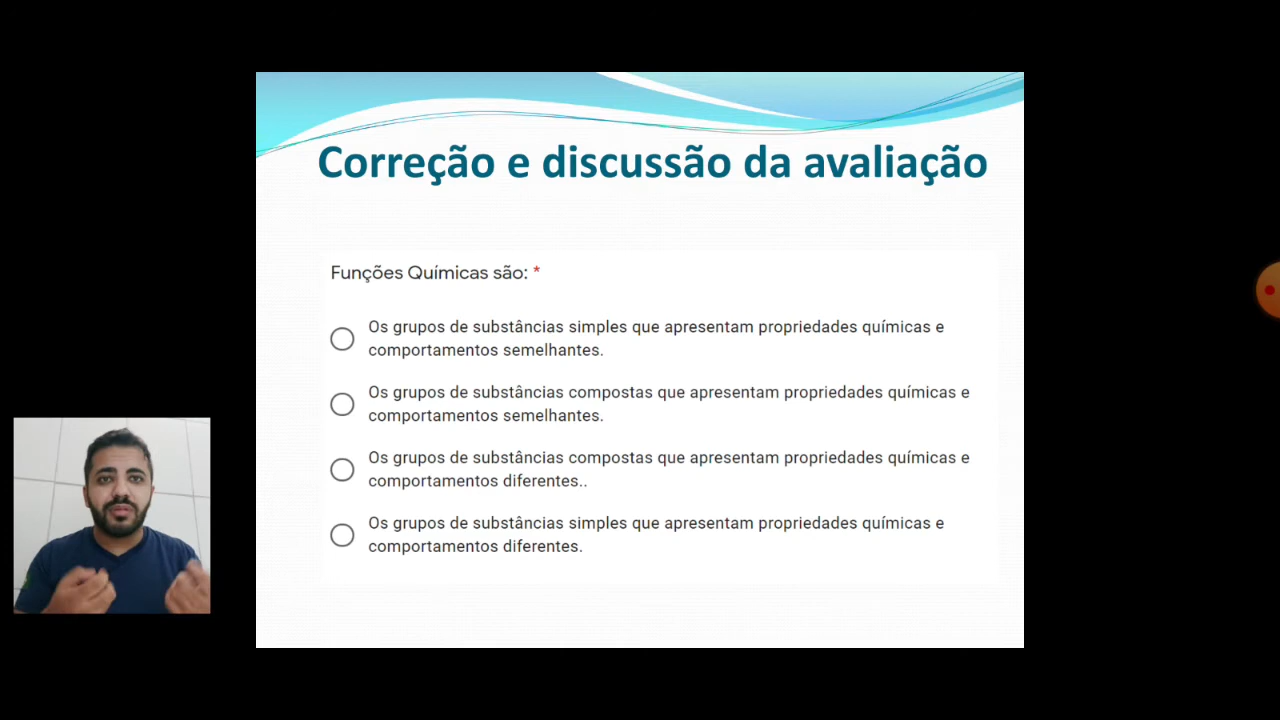 Correção e discussão da avaliação
Funções Químicas são: *
Os grupos de substâncias simples que apresentam propriedades químicas e
comportamentos semelhantes.
Os grupos de substâncias compostas que apresentam propriedades químicas e
comportamentos semelhantes.
Os grupos de substâncias compostas que apresentam propriedades químicas e
comportamentos diferentes..
Os grupos de substâncias simples que apresentam propriedades químicas e
comportamentos diferentes.